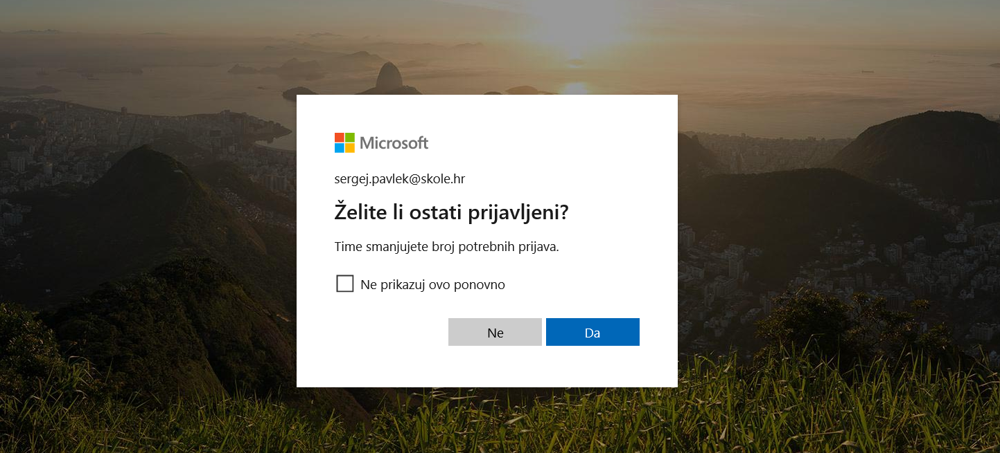 Microsoft
sergej.pavlek@skole.hr
Želite li ostati prijavljeni?
Time smanjujete broj potrebnih prijava.
Ne prikazuj ovo ponovno
Ne
Da